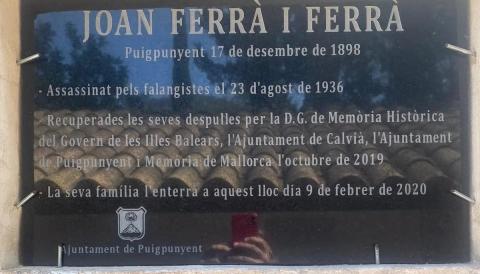 JOAN FERRÀ I FERRÀ
Puigpunyent 17 de desembre de 1898
- Assassinat pels falangistes el 23 d'agost de 1936
- Recuperades les seves despulles per la D.G. de Memòria Històrica
del Govern de les Illes Balears, l'Ajuntament de Calvià, l'Ajuntament
de Puigpunyent i Memòria de Mallorca l'octubre de 2019
- La seva família l'enterra a aquest lloc dia 9 de febrer de 2020
Ajuntament de Puigpunyent